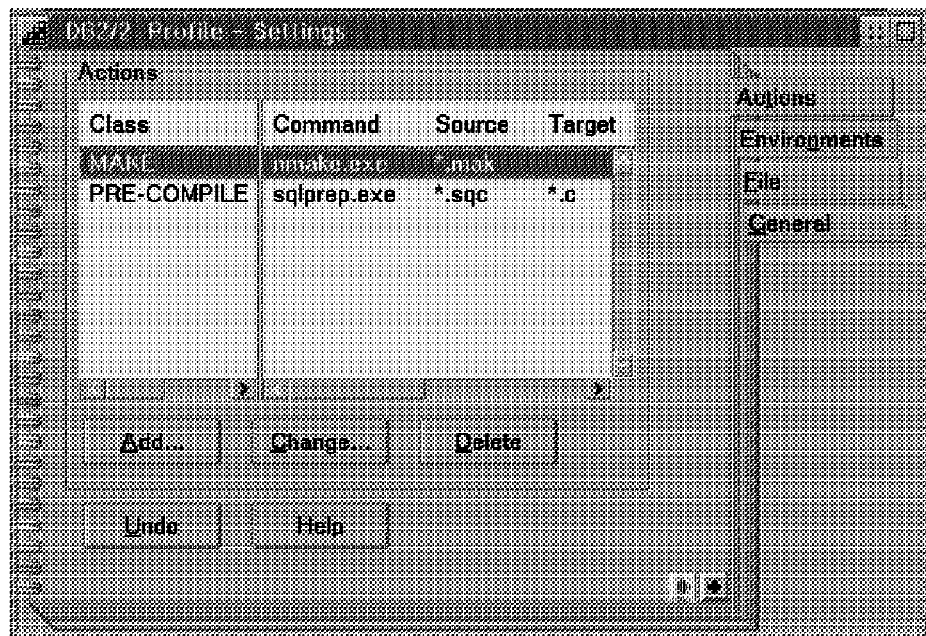 DB2/2 Profile - Settings
Actions
Class Command Source Target
MAKE nmake.exe *.mak
PRE-COMPILE sqlprep.exe *.sqc *.c
Add... Change... Delete
Undo Help
Actions
Environments
File
General